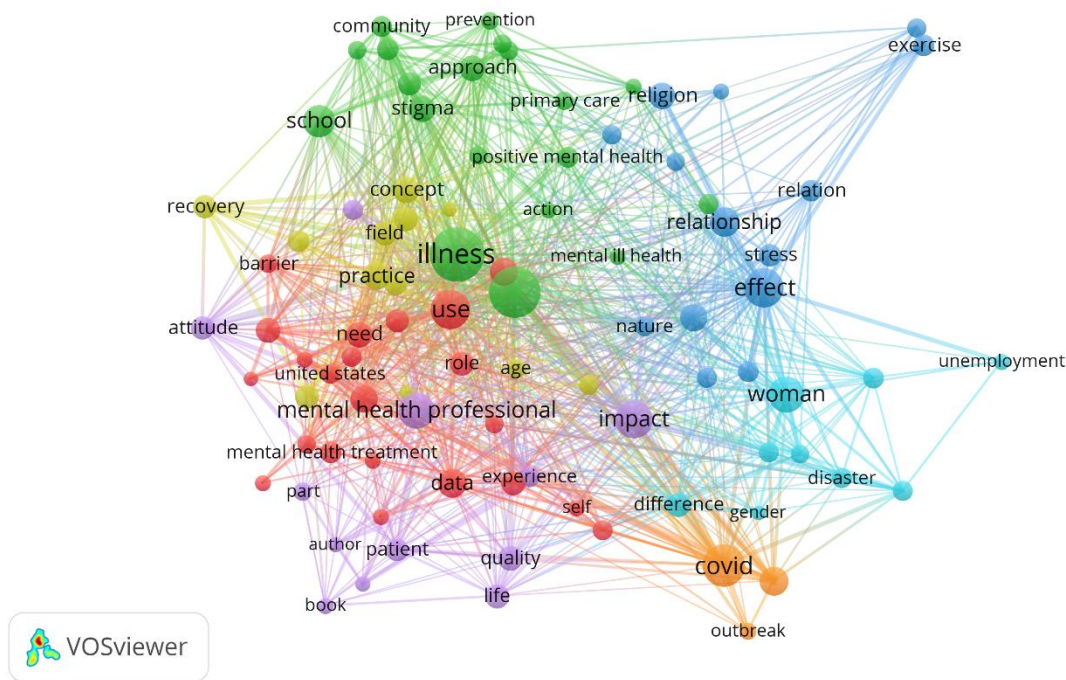 community
prevention
exercise
approach
religion
primary care
stigma
school
positive mental health
concept
relation
recovery
action
relationship
field
illness
mental ill health
stress
barrier
practice
effect
use
nature
attitude
need
unemployment
role
age
united states
woman
mental health professional
impact
mental health treatment
disaster
data
experience
part
difference
self
gender
author
patient
quality
covid
life
book
outbreak
VOSviewer